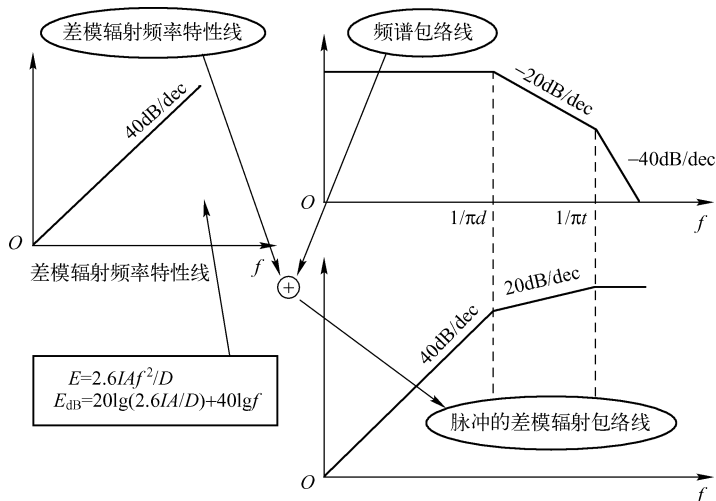 差模辐射频率特性线
频谱包络线
40dB/dec
O
f
差模辐射频率特性线
−20dB/dec
−40dB/dec
O
1/πd
1/πt
f
+
E=2.6IAf²/D
EdB=20lg(2.6IA/D)+40lgf
40dB/dec
20dB/dec
脉冲的差模辐射包络线
O
f